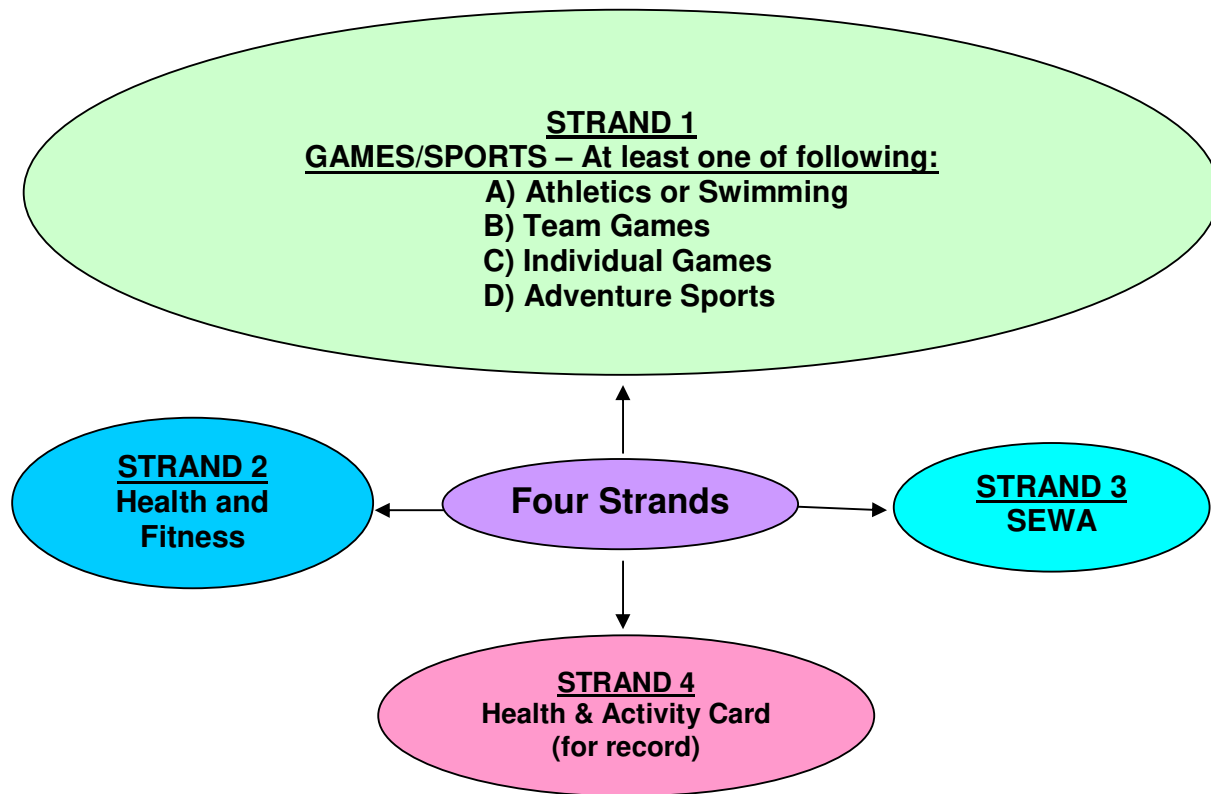 STRAND 1
GAMES/SPORTS – At least one of following:
A) Athletics or Swimming
B) Team Games
C) Individual Games
D) Adventure Sports
STRAND 2
Health and
Fitness
Four Strands
STRAND 3
SEWA
STRAND 4
Health & Activity Card
(for record)